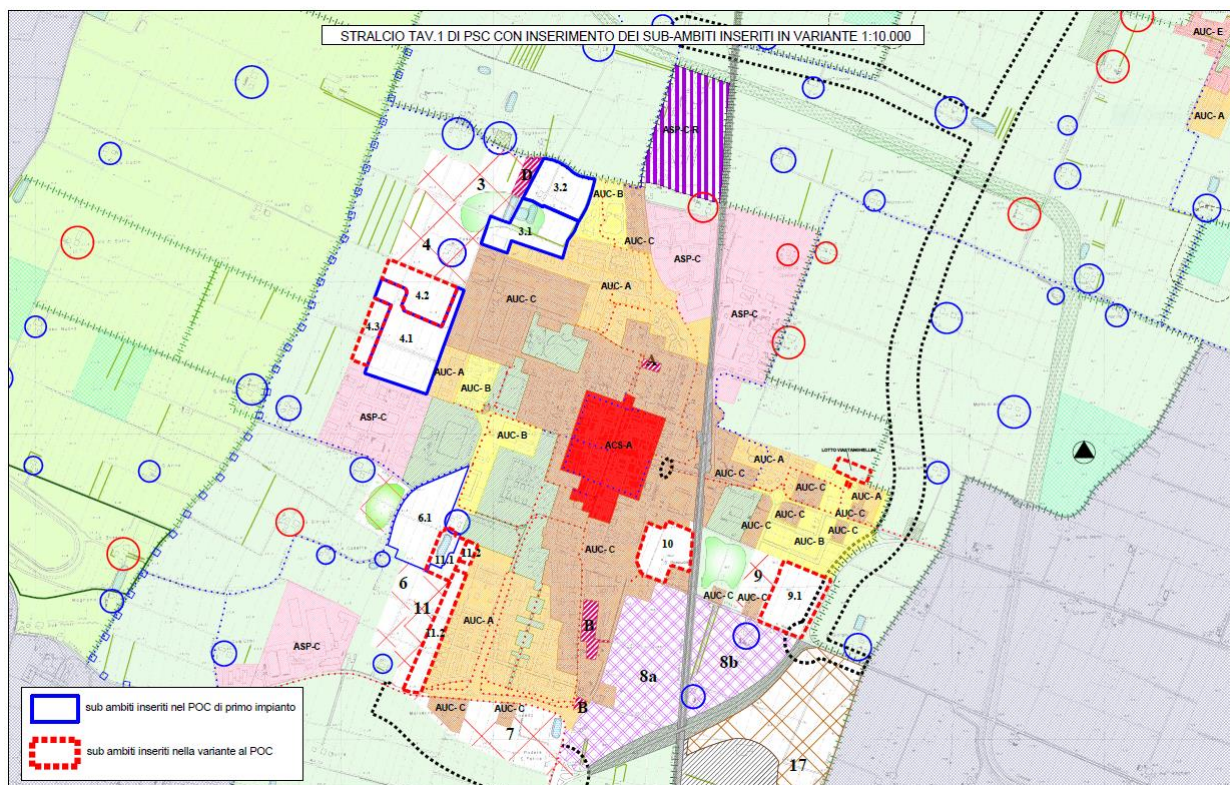 STRALCIO TAV.1 DI PSC CON INSERIMENTO DEI SUB-AMBITI INSERITI IN VARIANTE 1:10.000
AUC- E
AUC- A
ASP-C/R
3
D
3.2
AUC- B
3.1
AUC- C
4
ASP-C
AUC- A
4.2
AUC- C
ASP-C
4.3
4.1
A
AUC- A
AUC- B
ASP-C
ACS-A
AUC- B
AUC- A
AUC- C
AUC- C
AUC- A
AUC- C
AUC- C
AUC- C
AUC- C
AUC- B
6.1
10
11.1
11.2
AUC- C
9
6
11
AUC- C
AUC- C
9.1
11.2
AUC- A
B
ASP-C
8a
8b
B
AUC- C
AUC- C
7
17
sub ambiti inseriti nel POC di primo impianto
sub ambiti inseriti nella variante al POC